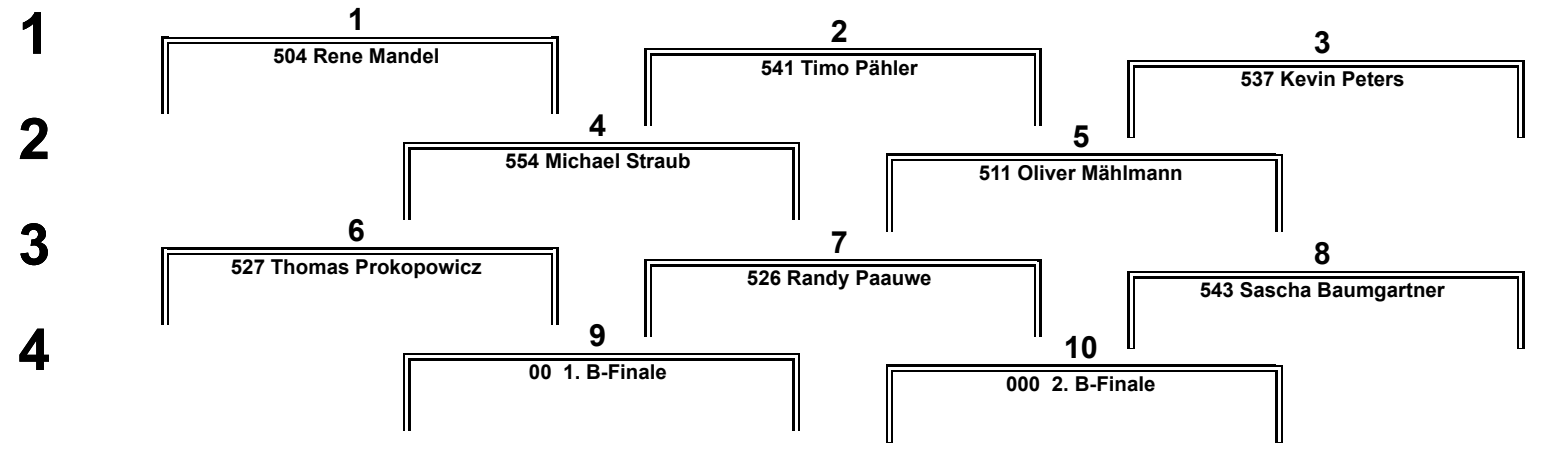 1
1
504 Rene Mandel
2
541 Timo Pähler
3
537 Kevin Peters
2
4
554 Michael Straub
5
511 Oliver Mählmann
3
6
527 Thomas Prokopowicz
7
526 Randy Paauwe
8
543 Sascha Baumgartner
4
9
00 1. B-Finale
10
000 2. B-Finale